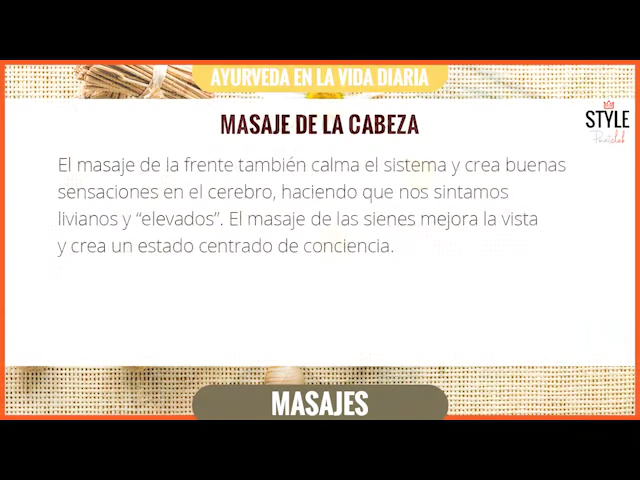 AYURVEDA EN LA VIDA DIARIA
MASAJE DE LA CABEZA
STYLE
El masaje de la frente también calma el sistema y crea buenas
sensaciones en el cerebro, haciendo que nos sintamos
livianos y “elevados”. El masaje de las sienes mejora la vista
y crea un estado centrado de conciencia.
MASAJES